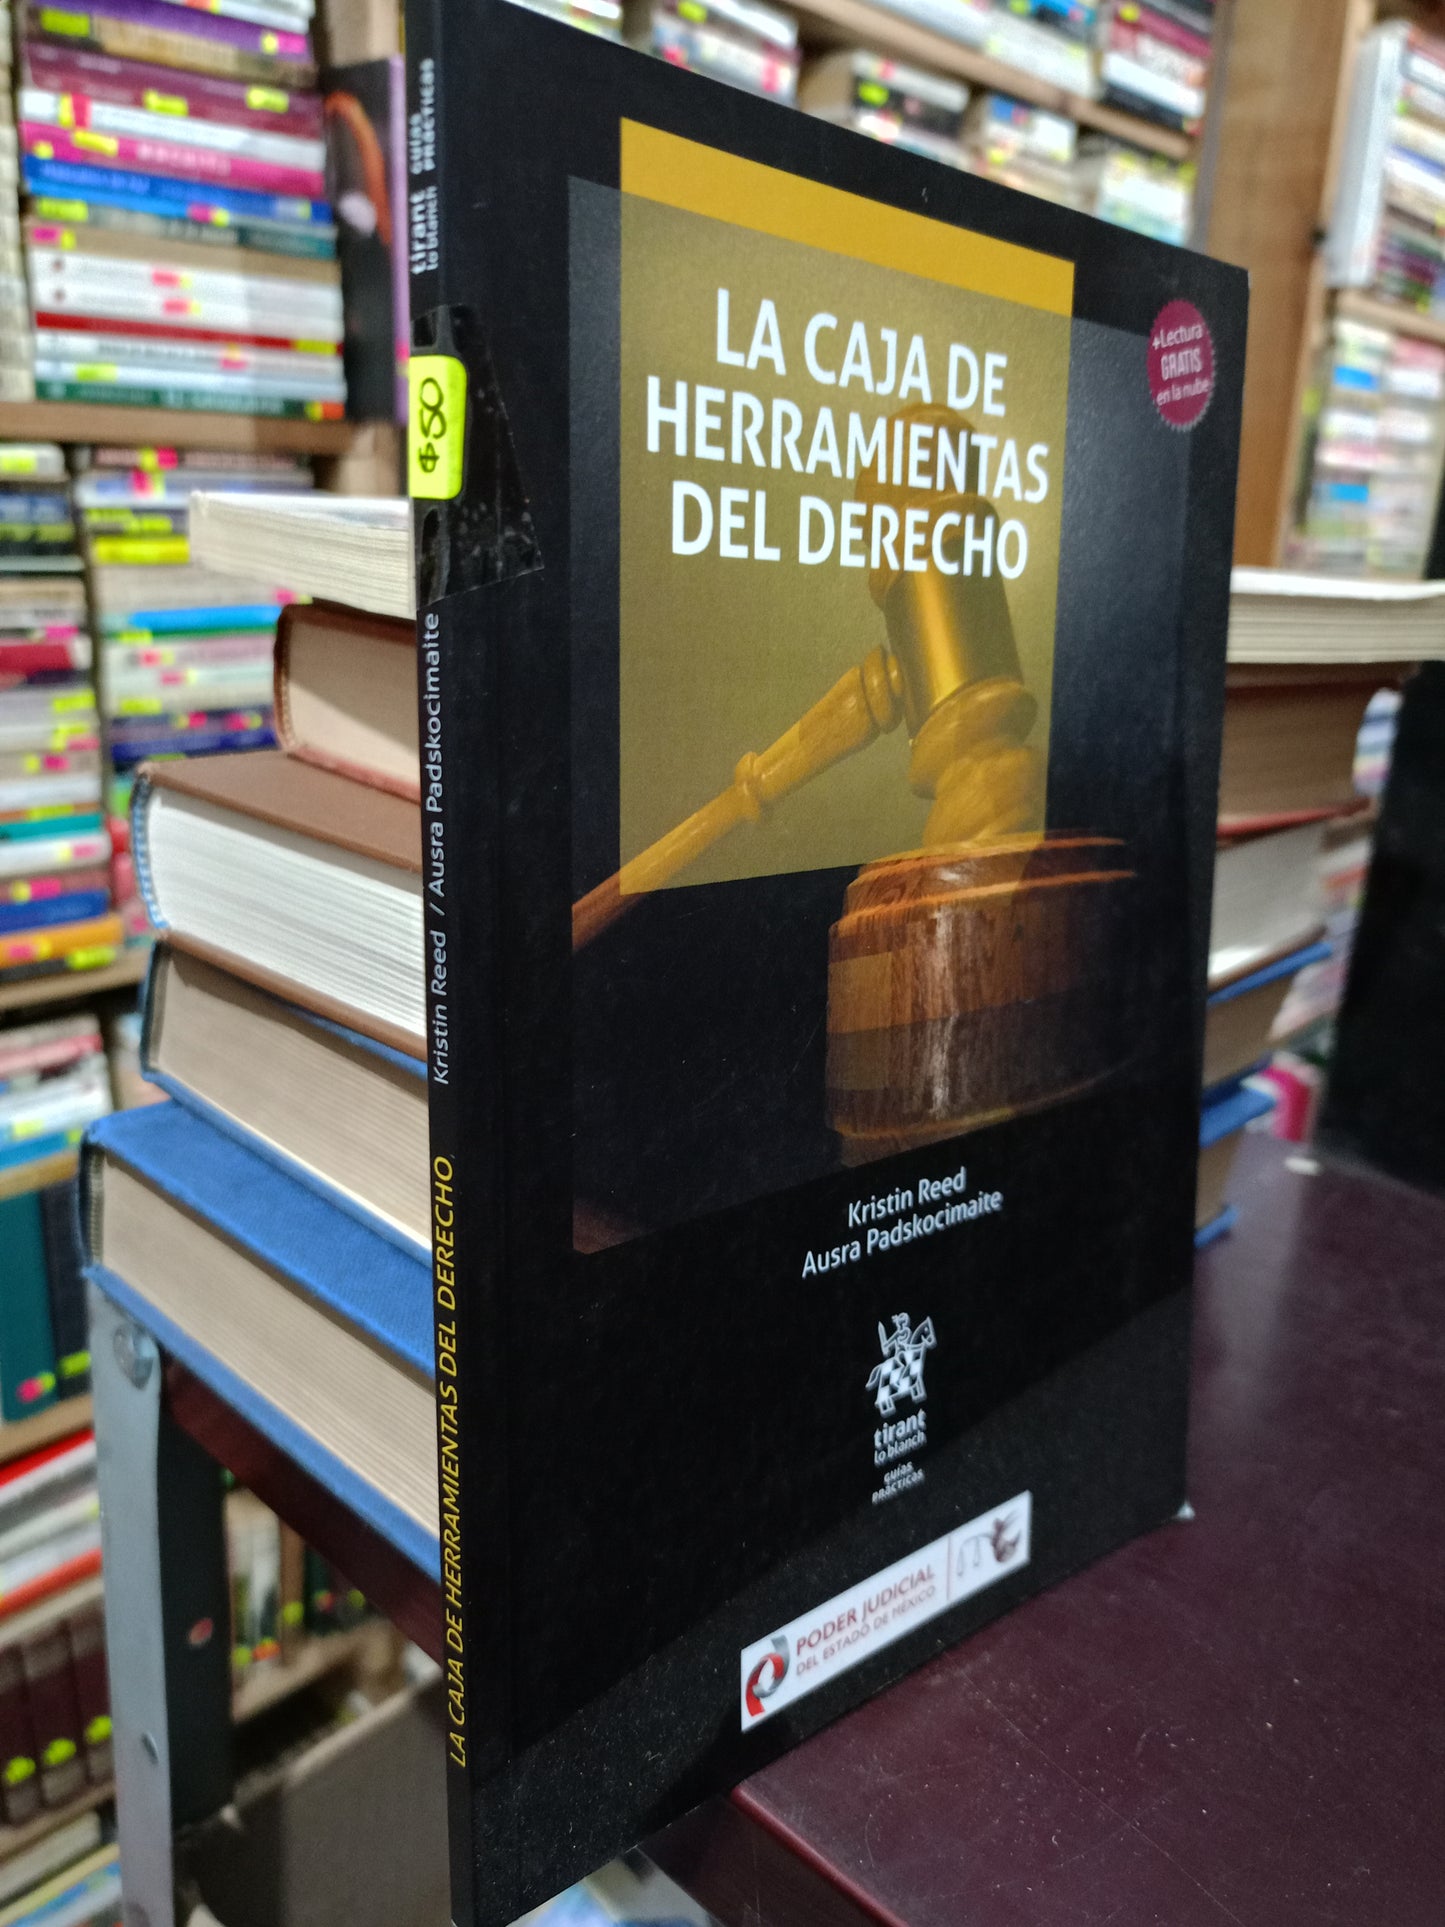 LA CAJA DE
HERRAMIENTAS
DEL DERECHO
+Lectura
GRATIS
en la nube
Kristin Reed
Ausra Padskocimaite
tirant
lo blanch
GUÍAS
PRÁCTICAS
PODER JUDICIAL
DEL ESTADO DE MÉXICO
tirant
lo blanch
GUÍAS
PRÁCTICAS
$80
Kristin Reed / Ausra Padskocimaite
LA CAJA DE HERRAMIENTAS DEL DERECHO